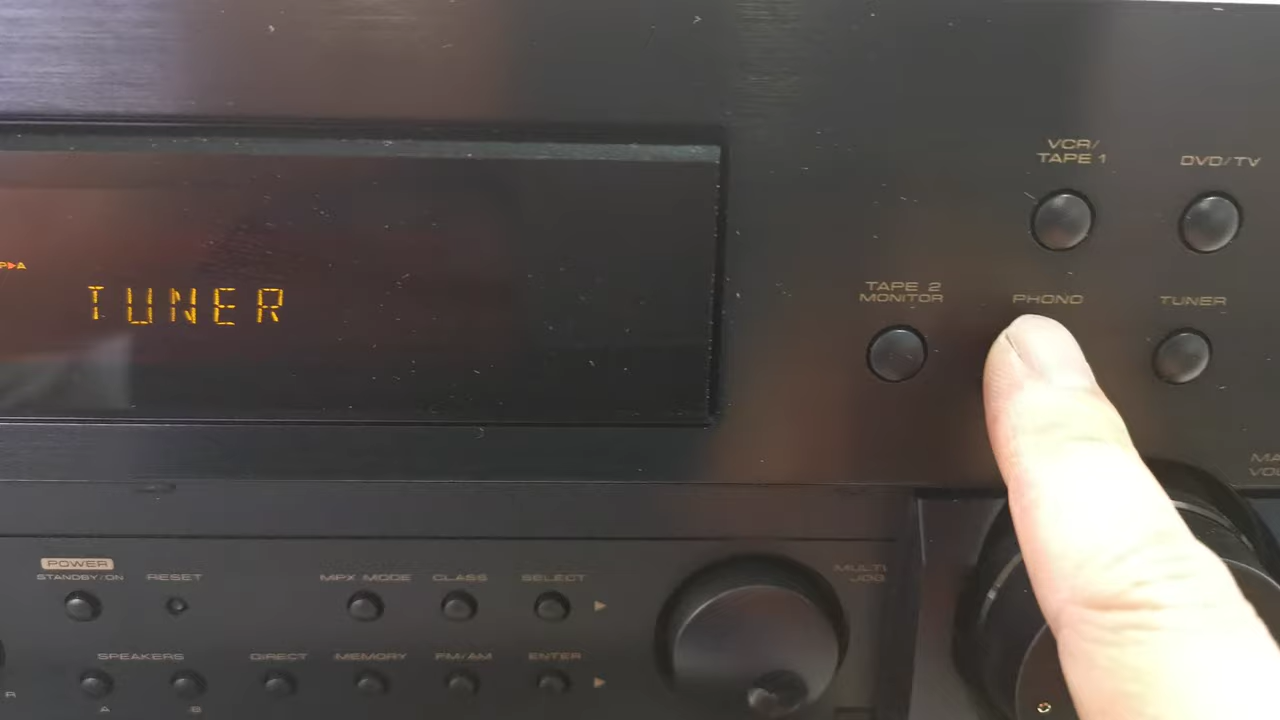 VCR/
TAPE 1
DVD/TV
P▶A
TUNER
TAPE 2
MONITOR
PHONO
TUNER
POWER
STANDBY/ON
RESET
MPX MODE
CLASS
SELECT
MULTI
JOG
SPEAKERS
DIRECT
MEMORY
FM/AM
ENTER
R
A
B